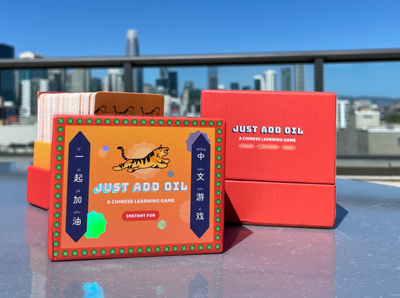 一起加油
JUST ADD OIL
A CHINESE LEARNING GAME
INSTANT FUN
中文游戏
JUST ADD OIL
A CHINESE LEARNING GAME